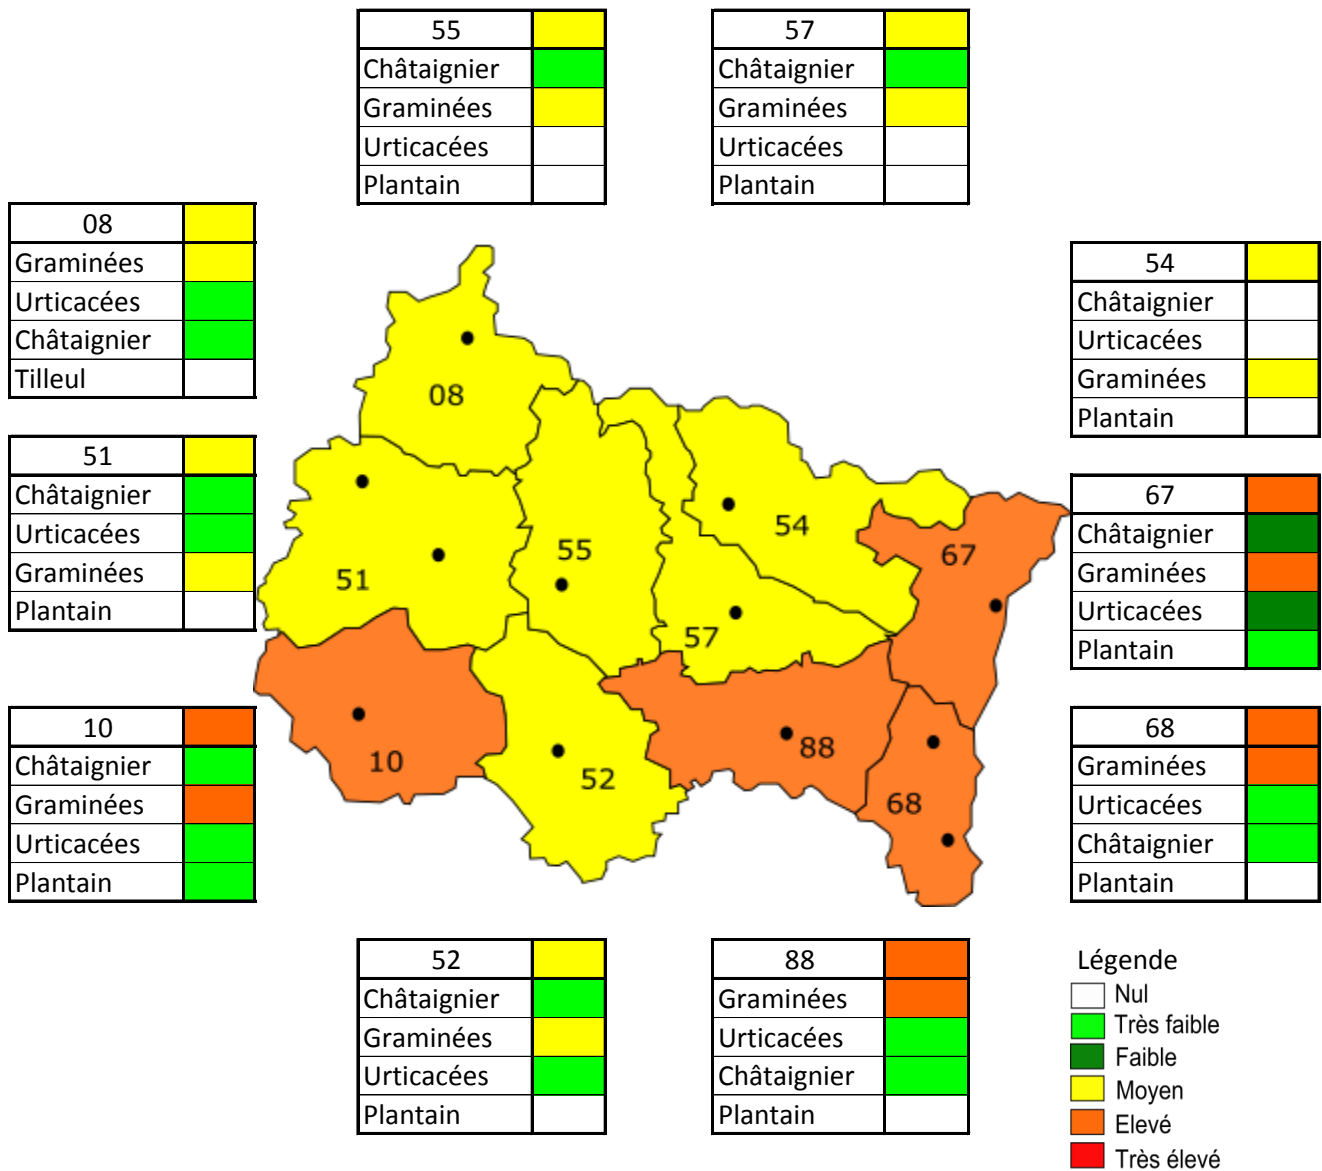 55
Châtaignier
Graminées
Urticacées
Plantain
57
Châtaignier
Graminées
Urticacées
Plantain
08
Graminées
Urticacées
Châtaignier
Tilleul
54
Châtaignier
Urticacées
Graminées
Plantain
51
Châtaignier
Urticacées
Graminées
Plantain
67
Châtaignier
Graminées
Urticacées
Plantain
10
Châtaignier
Graminées
Urticacées
Plantain
68
Graminées
Urticacées
Châtaignier
Plantain
08
54
55
67
51
57
88
10
52
68
52
Châtaignier
Graminées
Urticacées
Plantain
88
Graminées
Urticacées
Châtaignier
Plantain
Légende
Nul
Très faible
Faible
Moyen
Elevé
Très élevé